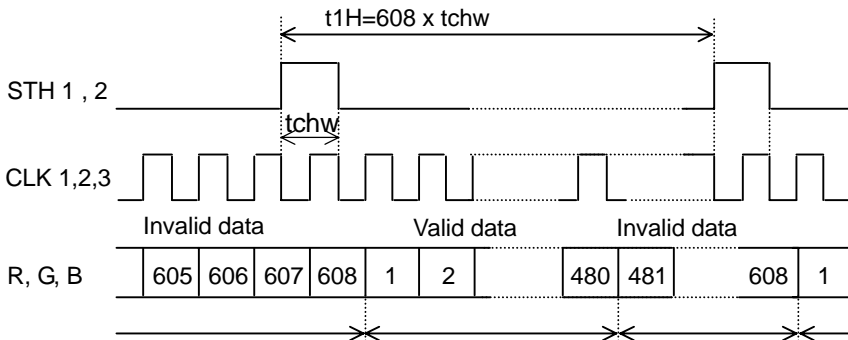 t1H=608 x tchw
STH 1 , 2
tchw
CLK 1,2,3
Invalid data Valid data Invalid data
R, G, B 605 606 607 608 1 2 480 481 608 1